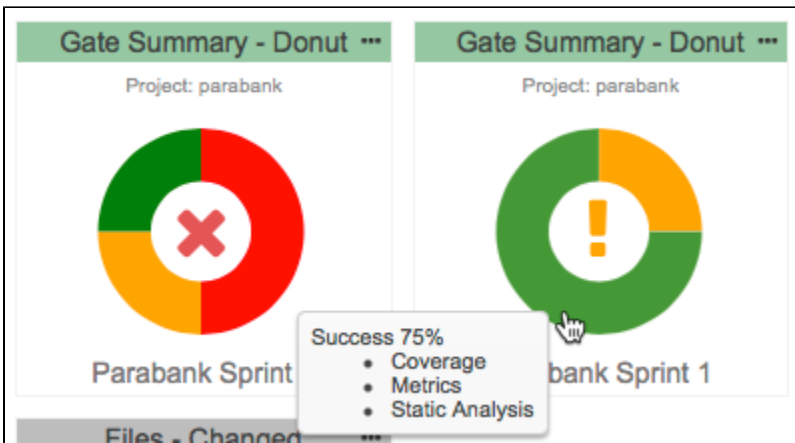 Gate Summary - Donut ...
Project: parabank
Parabank Sprint
Gate Summary - Donut ...
Project: parabank
bank Sprint 1
Success 75%
• Coverage
• Metrics
• Static Analysis
Files - Changed ...